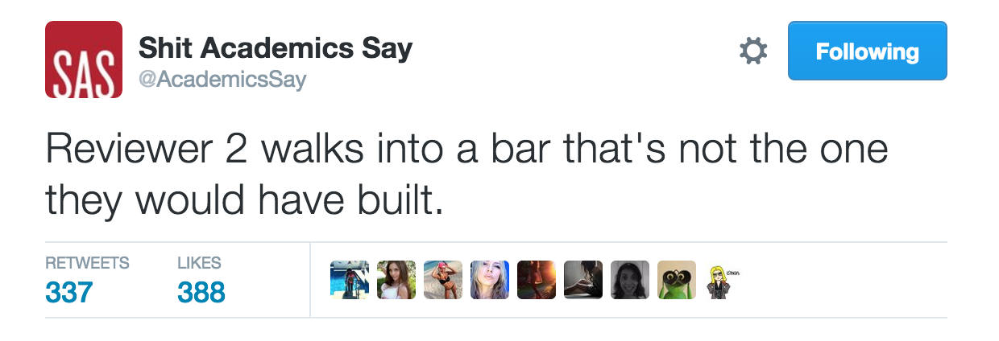 SAS
Shit Academics Say
@AcademicsSay
Following
Reviewer 2 walks into a bar that's not the one
they would have built.
RETWEETS
337
LIKES
388